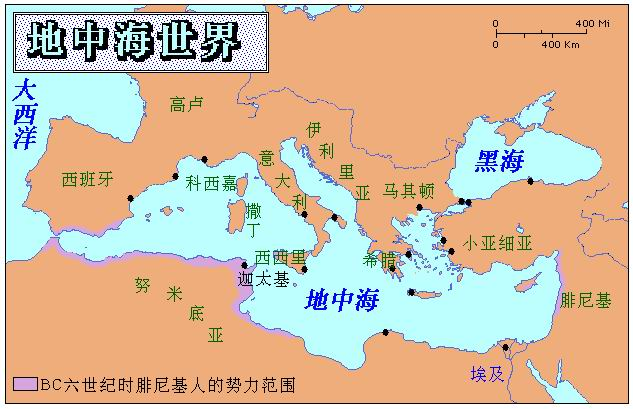 地中海世界
0 400 Mi
0 400 Km
大西洋
高卢
伊利里亚
黑海
西班牙
科西嘉
意大利
马其顿
撒丁
小亚细亚
西西里
希腊
迦太基
努米底亚
地中海
腓尼基
埃及
BC六世纪时腓尼基人的势力范围